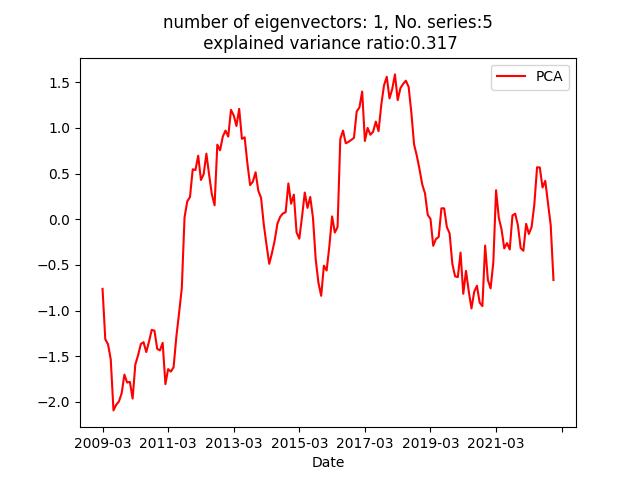 number of eigenvectors: 1, No. series:5
explained variance ratio:0.317
PCA
1.5
1.0
0.5
0.0
−0.5
−1.0
−1.5
−2.0
2009-03 2011-03 2013-03 2015-03 2017-03 2019-03 2021-03
Date